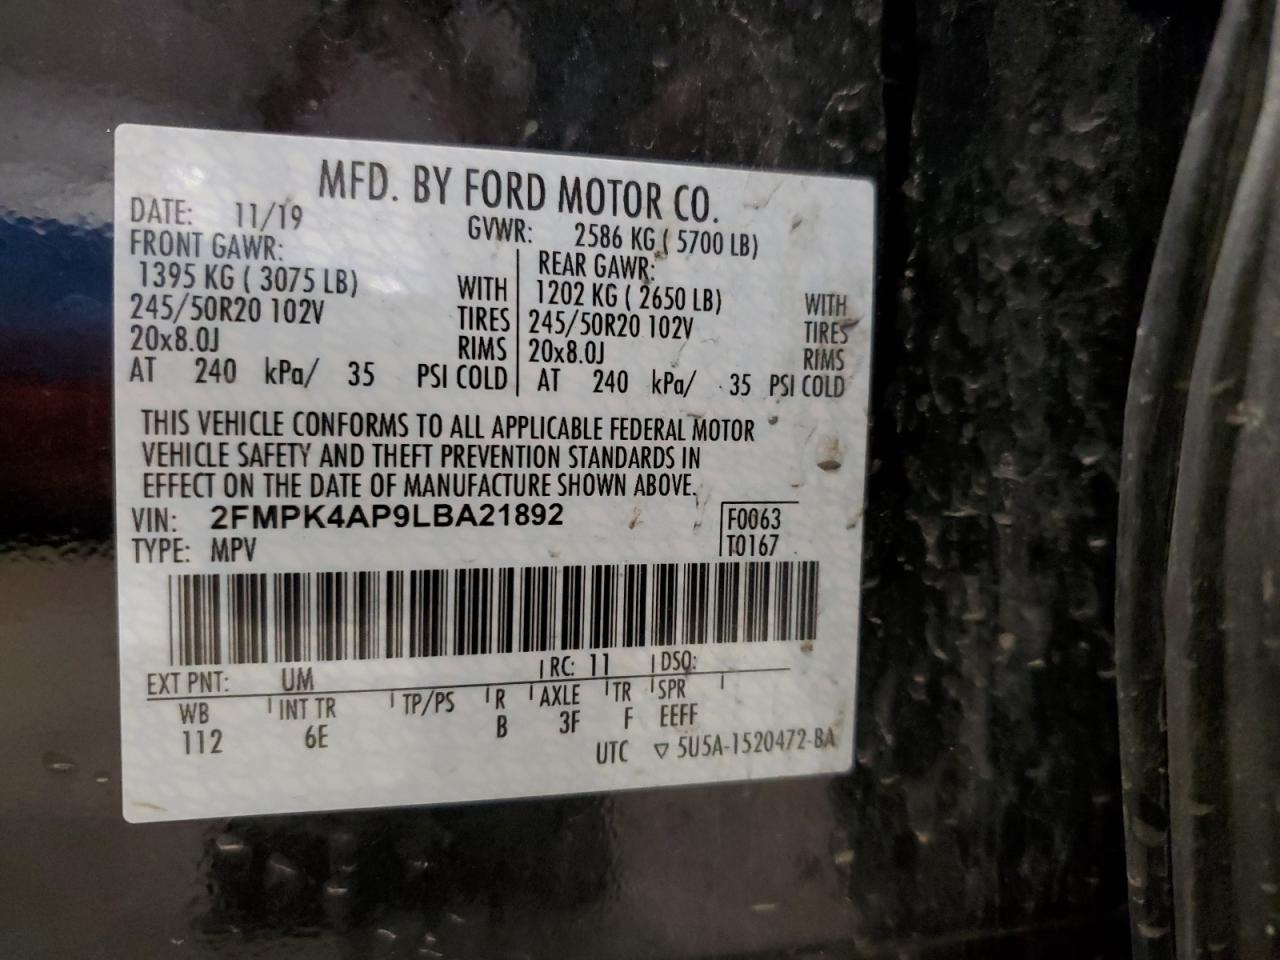 MFD. BY FORD MOTOR CO.
DATE: 11/19 GVWR: 2586 KG ( 5700 LB)
FRONT GAWR: REAR GAWR:
1395 KG ( 3075 LB) WITH 1202 KG ( 2650 LB) WITH
245/50R20 102V TIRES 245/50R20 102V TIRES
20x8.0J RIMS 20x8.0J RIMS
AT 240 kPa/ 35 PSI COLD AT 240 kPa/ 35 PSI COLD
THIS VEHICLE CONFORMS TO ALL APPLICABLE FEDERAL MOTOR
VEHICLE SAFETY AND THEFT PREVENTION STANDARDS IN
EFFECT ON THE DATE OF MANUFACTURE SHOWN ABOVE.
VIN: 2FMPK4AP9LBA21892 F0063
TYPE: MPV T0167
EXT PNT: UM RC: 11 DSO:
WB INT TR TP/PS R AXLE TR SPR
112 6E B 3F F EEFF
UTC ▽ 5U5A-1520472-BA